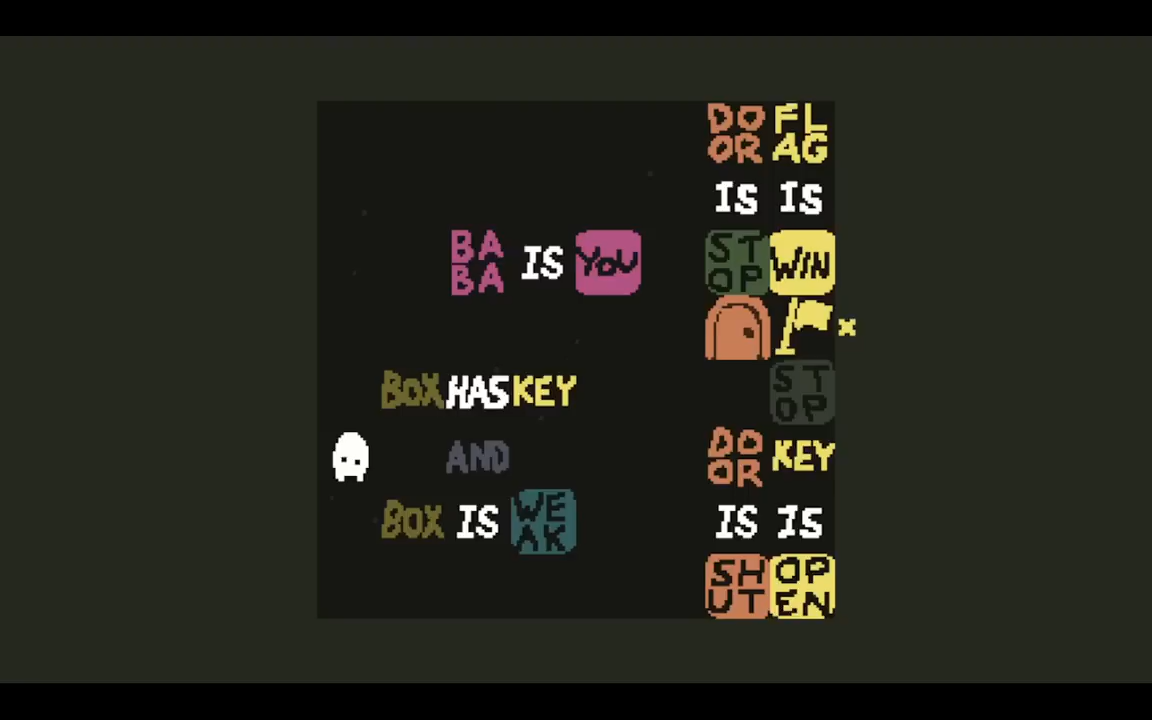 DOOR FLAG
IS IS
BABA IS YOU STOP WIN
STOP
BOX HAS KEY
AND DOOR KEY
BOX IS WEAK IS IS
SHUT OPEN